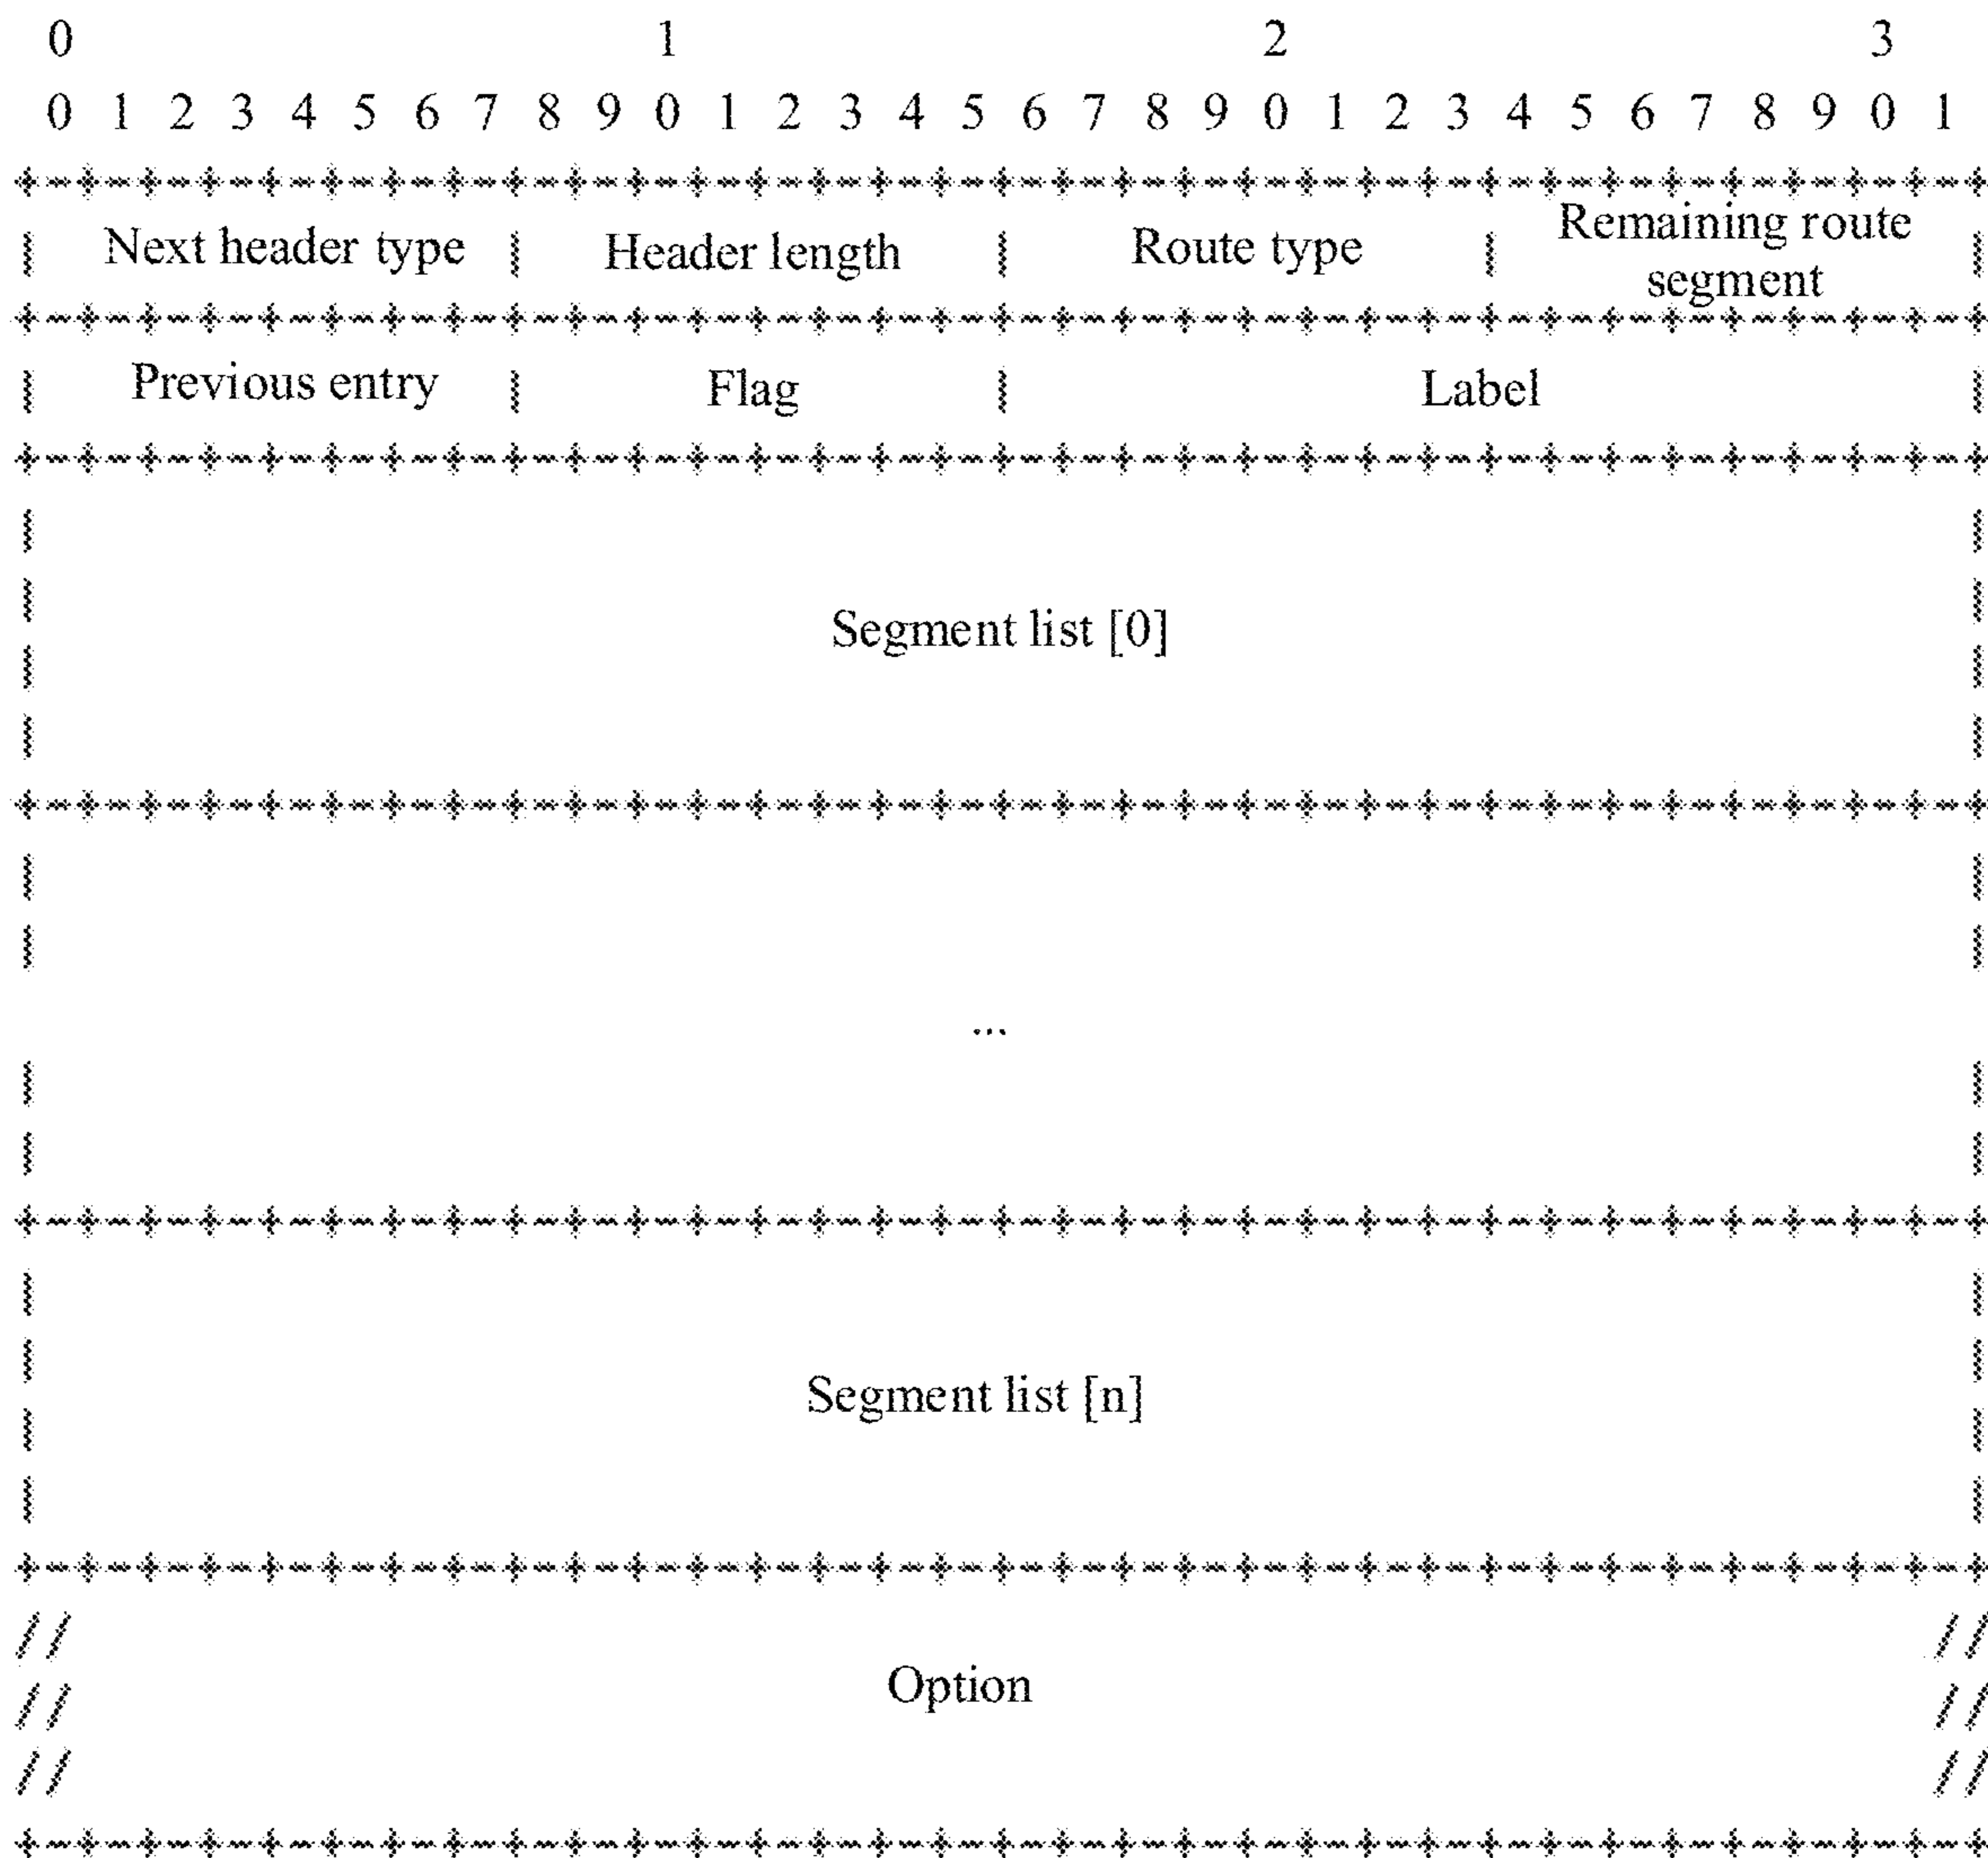 0 1 2 3
0 1 2 3 4 5 6 7 8 9 0 1 2 3 4 5 6 7 8 9 0 1 2 3 4 5 6 7 8 9 0 1
Next header type Header length Route type Remaining route
segment
Previous entry Flag Label
Segment list [0]
...
Segment list [n]
Option